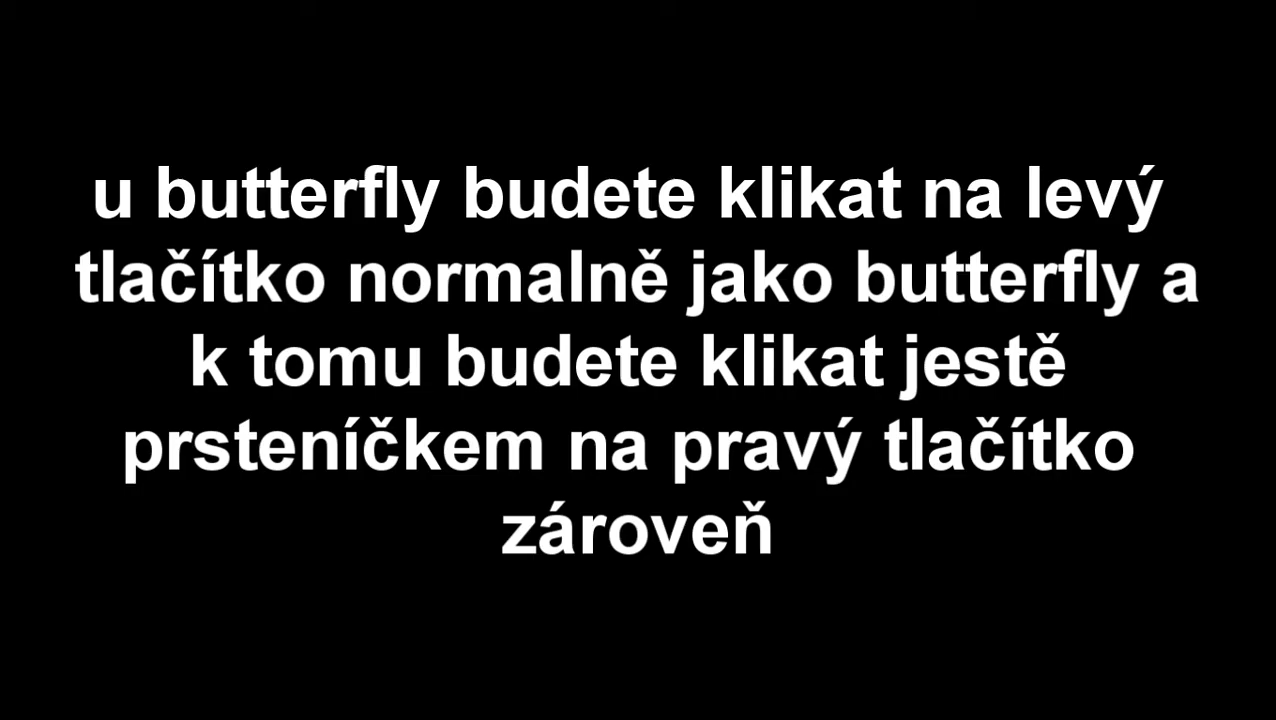 u butterfly budete klikat na levý
tlačítko normalně jako butterfly a
k tomu budete klikat jestě
prsteníčkem na pravý tlačítko
zároveň